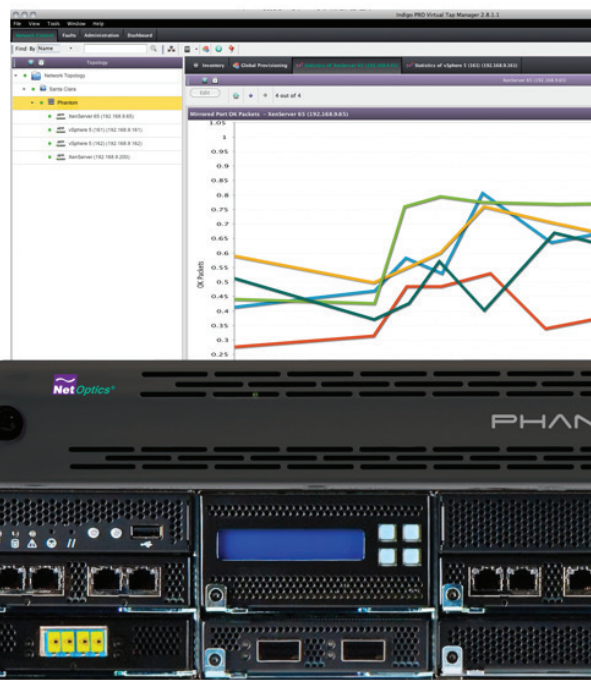 Indigo PRO Virtual Tap Manager 2.8.1.1
File View Tools Window Help
Faults Administration Dashboard
Find By Name
Topology
Inventory Global Provisioning Statistics of XenServer 65 (192.168.9.65) Statistics of vSphere 5 (161) (192.168.9.161)
Network Topology
XenServer 65 (192.168.9.65)
Santa Clara
Edit
4 out of 4
Phantom
Mirrored Port OK Packets - XenServer 65 (192.168.9.65)
XenServer 65 (192.168.9.65)
vSphere 5 (161) (192.168.9.161)
vSphere 5 (162) (192.168.9.162)
XenServer (192.168.9.200)
1.05
1
0.95
0.9
0.85
0.8
0.75
0.7
0.65
0.6
0.55
0.5
0.45
0.4
0.35
0.3
0.25
OK Packets
NetOptics®
PHAN